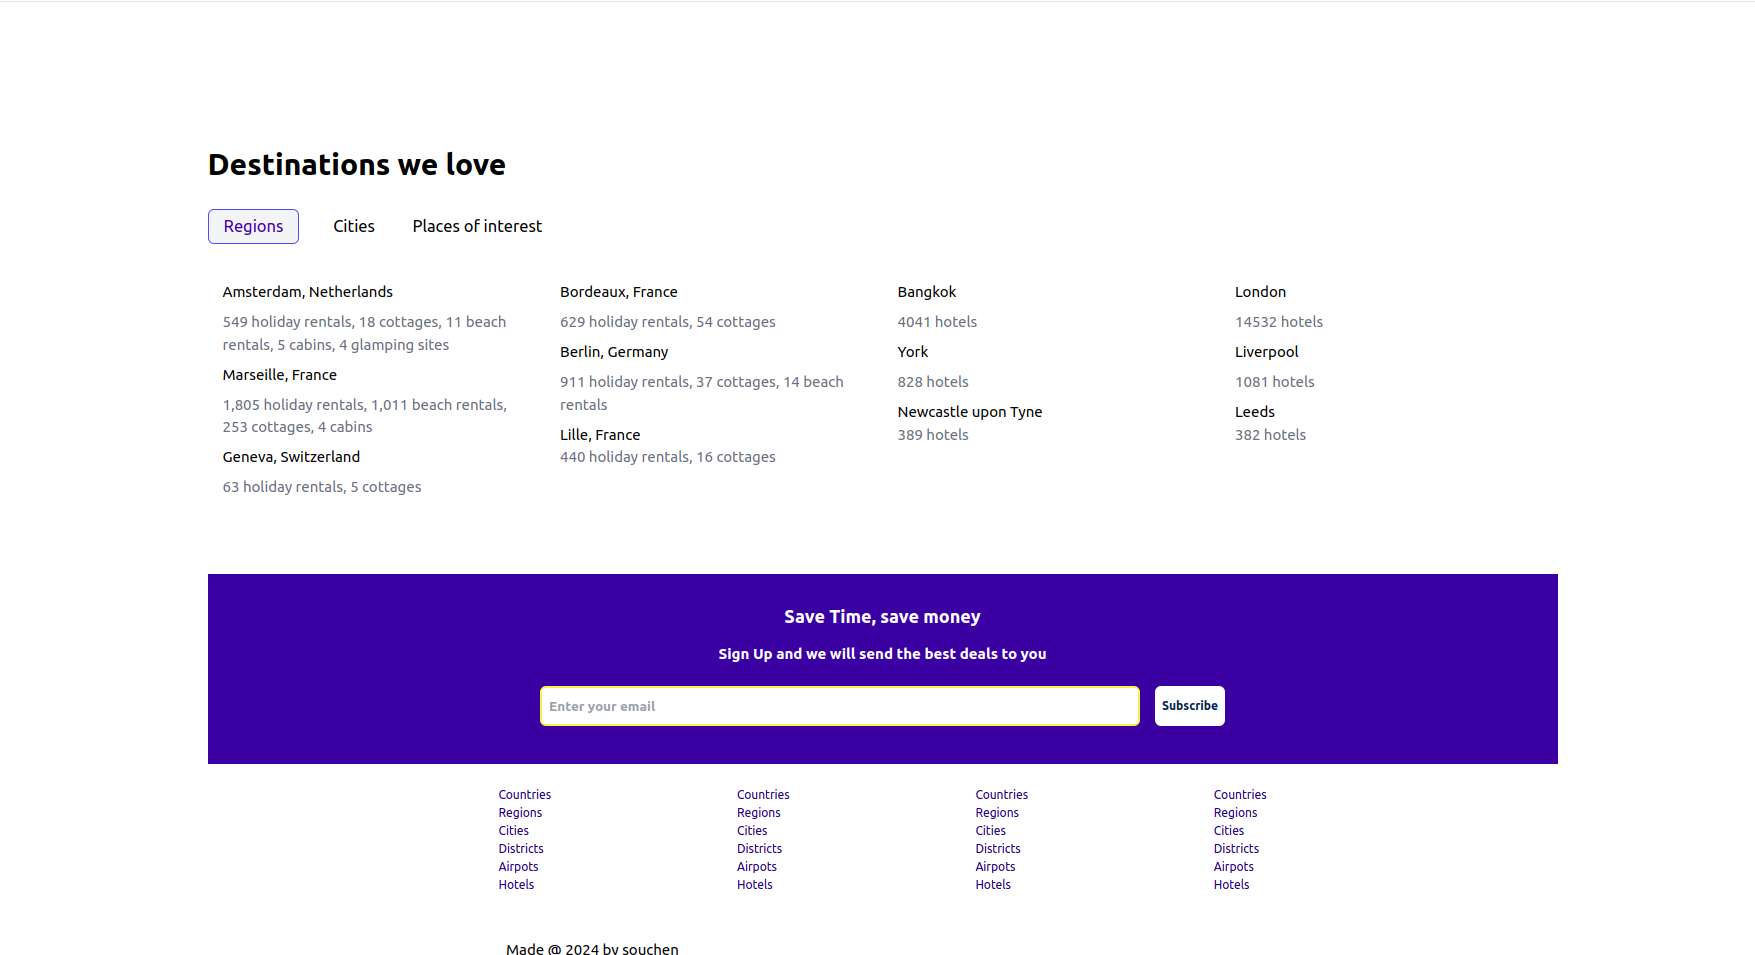 Destinations we love
Regions
Cities
Places of interest
Amsterdam, Netherlands
549 holiday rentals, 18 cottages, 11 beach
rentals, 5 cabins, 4 glamping sites
Marseille, France
1,805 holiday rentals, 1,011 beach rentals,
253 cottages, 4 cabins
Geneva, Switzerland
63 holiday rentals, 5 cottages
Bordeaux, France
629 holiday rentals, 54 cottages
Berlin, Germany
911 holiday rentals, 37 cottages, 14 beach
rentals
Lille, France
440 holiday rentals, 16 cottages
Bangkok
4041 hotels
York
828 hotels
Newcastle upon Tyne
389 hotels
London
14532 hotels
Liverpool
1081 hotels
Leeds
382 hotels
Save Time, save money
Sign Up and we will send the best deals to you
Enter your email
Subscribe
Countries
Regions
Cities
Districts
Airpots
Hotels
Countries
Regions
Cities
Districts
Airpots
Hotels
Countries
Regions
Cities
Districts
Airpots
Hotels
Countries
Regions
Cities
Districts
Airpots
Hotels
Made @ 2024 by souchen